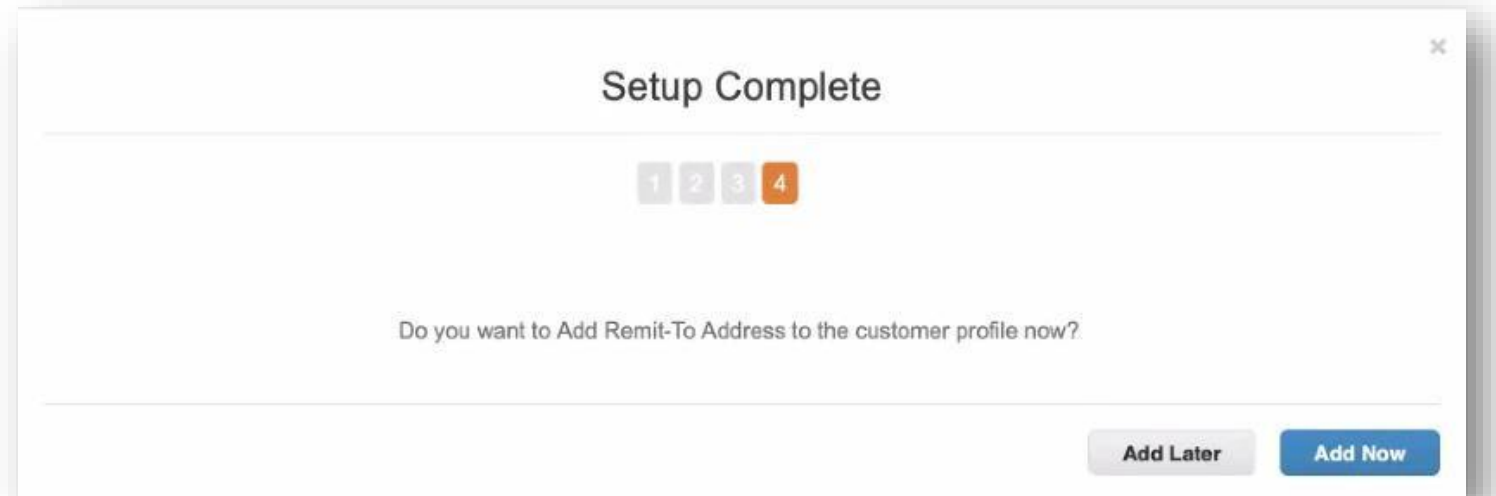 Setup Complete
1 2 3 4
Do you want to Add Remit-To Address to the customer profile now?
Add Later Add Now